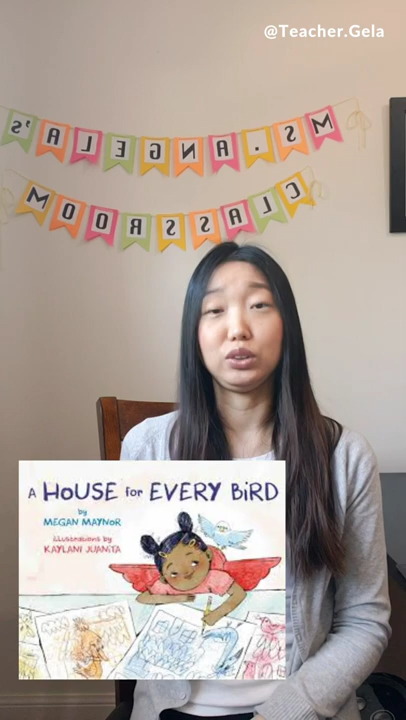 @Teacher.Gela
MS. ANGELA'S
CLASSROOM
A HOUSE for EVERY BiRD
by
MEGAN MAYNOR
illustrations by
KAYLANI JUANITA